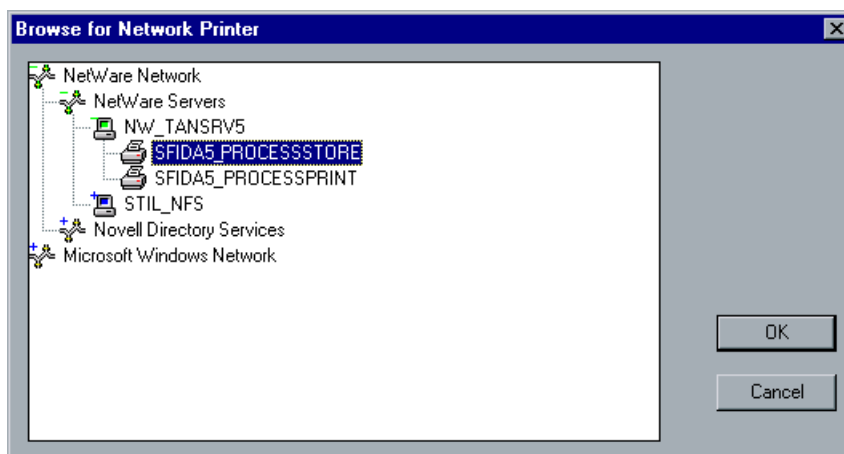 Browse for Network Printer
NetWare Network
NetWare Servers
NW_TANSRV5
SFIDA5_PROCESSSTORE
SFIDA5_PROCESSPRINT
STIL_NFS
Novell Directory Services
Microsoft Windows Network
OK
Cancel